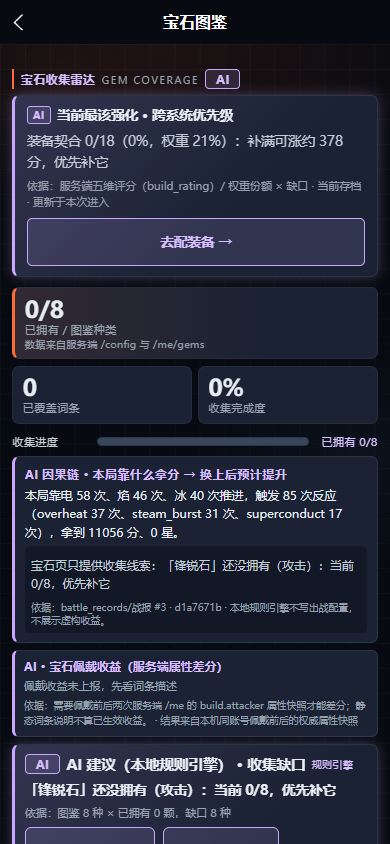 宝石图鉴
宝石收集雷达 GEM COVERAGE AI
AI 当前最该强化 • 跨系统优先级
装备契合 0/18（0%，权重 21%）：补满可涨约 378
分，优先补它
依据：服务端五维评分（build_rating）/ 权重份额 × 缺口 · 当前存档
· 更新于本次进入
去配装备 →
0/8
已拥有 / 图鉴种类
数据来自服务端 /config 与 /me/gems
0
已覆盖词条
0%
收集完成度
收集进度
已拥有 0/8
AI 因果链 • 本局靠什么拿分 → 换上后预计提升
本局靠电 58 次、焰 46 次、冰 40 次推进，触发 85 次反应
（overheat 37 次、steam_burst 31 次、superconduct 17
次），拿到 11056 分、0 星。
宝石页只提供收集线索：「锋锐石」还没拥有（攻击）：当前
0/8，优先补它
依据：battle_records/战报 #3 · d1a7671b · 本地规则引擎不写出战配置，
不展示虚构收益。
AI • 宝石佩戴收益（服务端属性差分）
佩戴收益未上报，先看词条描述
依据：需要佩戴前后两次服务端 /me 的 build.attacker 属性快照才能差分；静
态词条说明不算已生效收益。 · 结果来自本机同账号佩戴前后的权威属性快照
AI AI 建议（本地规则引擎） • 收集缺口 规则引擎
「锋锐石」还没拥有（攻击）：当前 0/8，优先补它
依据：图鉴 8 种 × 已拥有 0 颗，缺口 8 种